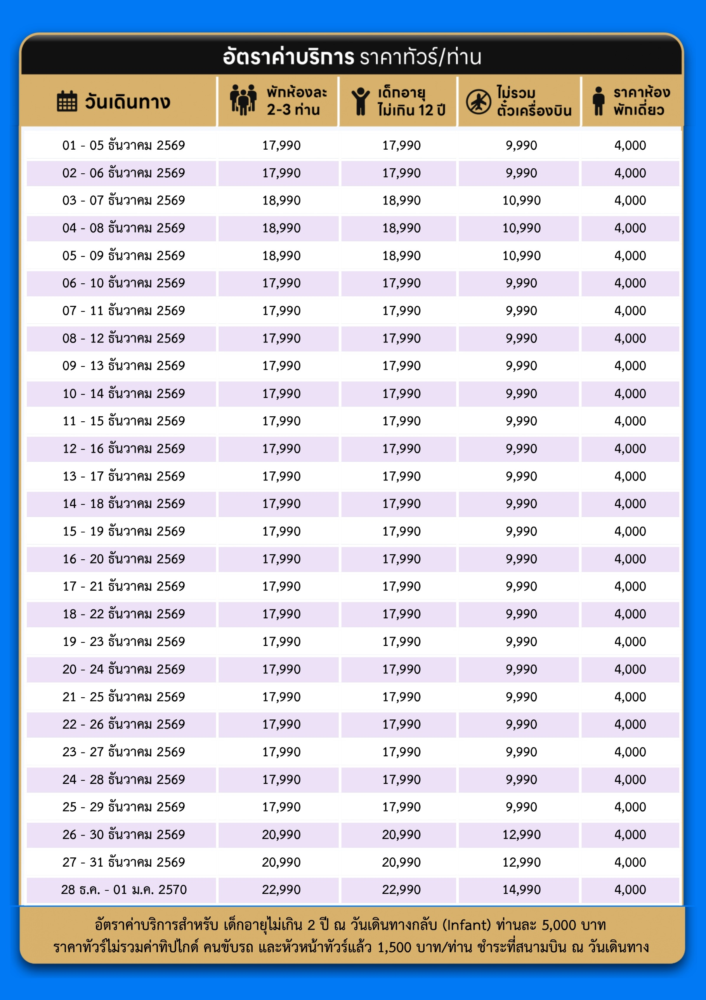 อัตราค่าบริการ ราคาทัวร์/ท่าน
วันเดินทาง
พักห้องละ
2-3 ท่าน
เด็กอายุ
ไม่เกิน 12 ปี
ไม่รวม
ตั๋วเครื่องบิน
ราคาห้อง
พักเดี่ยว
01 - 05 ธันวาคม 2569 17,990 17,990 9,990 4,000
02 - 06 ธันวาคม 2569 17,990 17,990 9,990 4,000
03 - 07 ธันวาคม 2569 18,990 18,990 10,990 4,000
04 - 08 ธันวาคม 2569 18,990 18,990 10,990 4,000
05 - 09 ธันวาคม 2569 18,990 18,990 10,990 4,000
06 - 10 ธันวาคม 2569 17,990 17,990 9,990 4,000
07 - 11 ธันวาคม 2569 17,990 17,990 9,990 4,000
08 - 12 ธันวาคม 2569 17,990 17,990 9,990 4,000
09 - 13 ธันวาคม 2569 17,990 17,990 9,990 4,000
10 - 14 ธันวาคม 2569 17,990 17,990 9,990 4,000
11 - 15 ธันวาคม 2569 17,990 17,990 9,990 4,000
12 - 16 ธันวาคม 2569 17,990 17,990 9,990 4,000
13 - 17 ธันวาคม 2569 17,990 17,990 9,990 4,000
14 - 18 ธันวาคม 2569 17,990 17,990 9,990 4,000
15 - 19 ธันวาคม 2569 17,990 17,990 9,990 4,000
16 - 20 ธันวาคม 2569 17,990 17,990 9,990 4,000
17 - 21 ธันวาคม 2569 17,990 17,990 9,990 4,000
18 - 22 ธันวาคม 2569 17,990 17,990 9,990 4,000
19 - 23 ธันวาคม 2569 17,990 17,990 9,990 4,000
20 - 24 ธันวาคม 2569 17,990 17,990 9,990 4,000
21 - 25 ธันวาคม 2569 17,990 17,990 9,990 4,000
22 - 26 ธันวาคม 2569 17,990 17,990 9,990 4,000
23 - 27 ธันวาคม 2569 17,990 17,990 9,990 4,000
24 - 28 ธันวาคม 2569 17,990 17,990 9,990 4,000
25 - 29 ธันวาคม 2569 17,990 17,990 9,990 4,000
26 - 30 ธันวาคม 2569 20,990 20,990 12,990 4,000
27 - 31 ธันวาคม 2569 20,990 20,990 12,990 4,000
28 ธ.ค. - 01 ม.ค. 2570 22,990 22,990 14,990 4,000
อัตราค่าบริการสำหรับ เด็กอายุไม่เกิน 2 ปี ณ วันเดินทางกลับ (Infant) ท่านละ 5,000 บาท
ราคาทัวร์ไม่รวมค่าทิปไกด์ คนขับรถ และหัวหน้าทัวร์แล้ว 1,500 บาท/ท่าน ชำระที่สนามบิน ณ วันเดินทาง